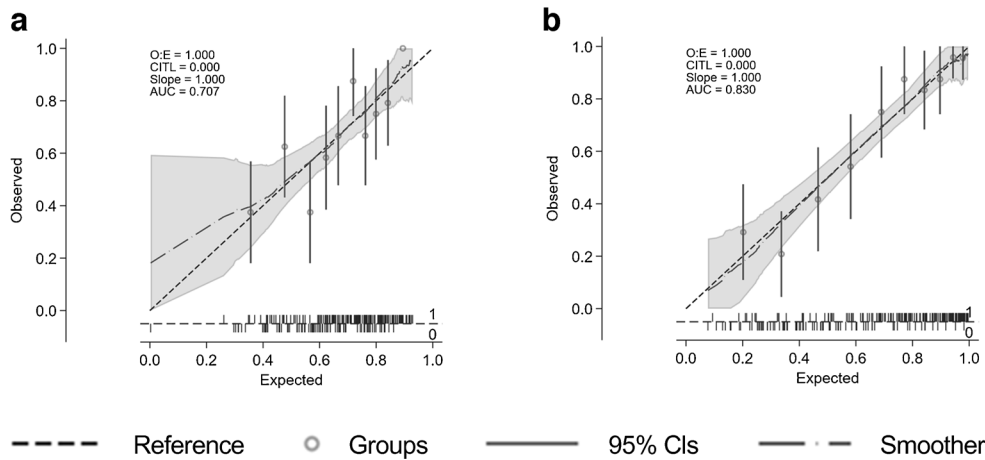 a
O:E = 1.000
CITL = 0.000
Slope = 1.000
AUC = 0.707
1.0
0.8
0.6
0.4
0.2
0.0
Observed
1
0
0.0 0.2 0.4 0.6 0.8 1.0
Expected
b
O:E = 1.000
CITL = 0.000
Slope = 1.000
AUC = 0.830
1.0
0.8
0.6
0.4
0.2
0.0
Observed
1
0
0.0 0.2 0.4 0.6 0.8 1.0
Expected
Reference Groups 95% CIs Smoother